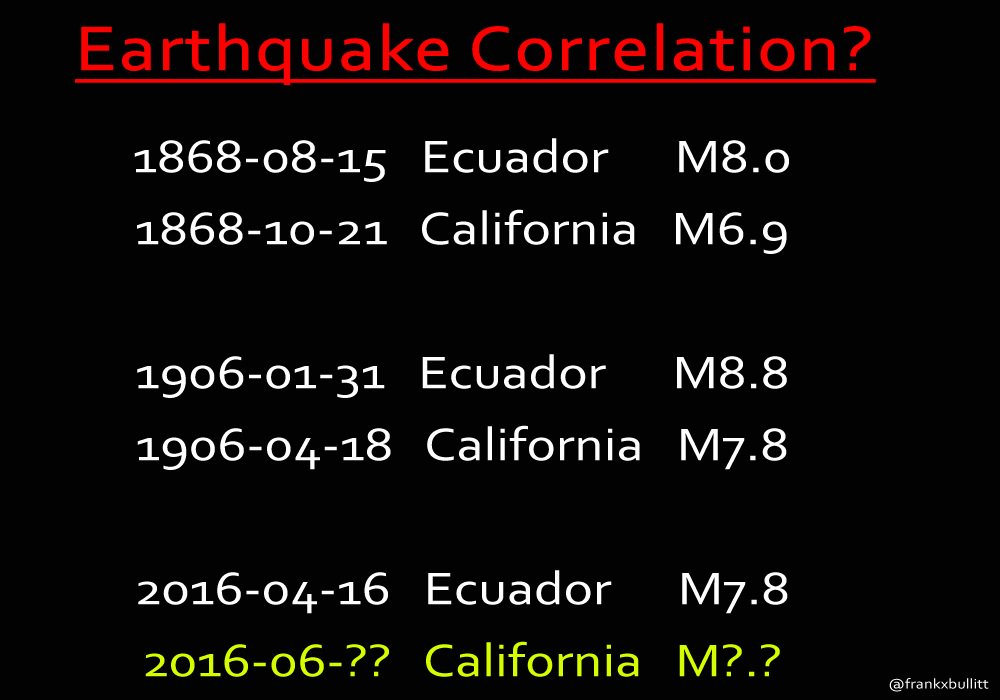 Earthquake Correlation?
1868-08-15 Ecuador M8.0
1868-10-21 California M6.9
1906-01-31 Ecuador M8.8
1906-04-18 California M7.8
2016-04-16 Ecuador M7.8
2016-06-?? California M?.?
@frankxbullitt